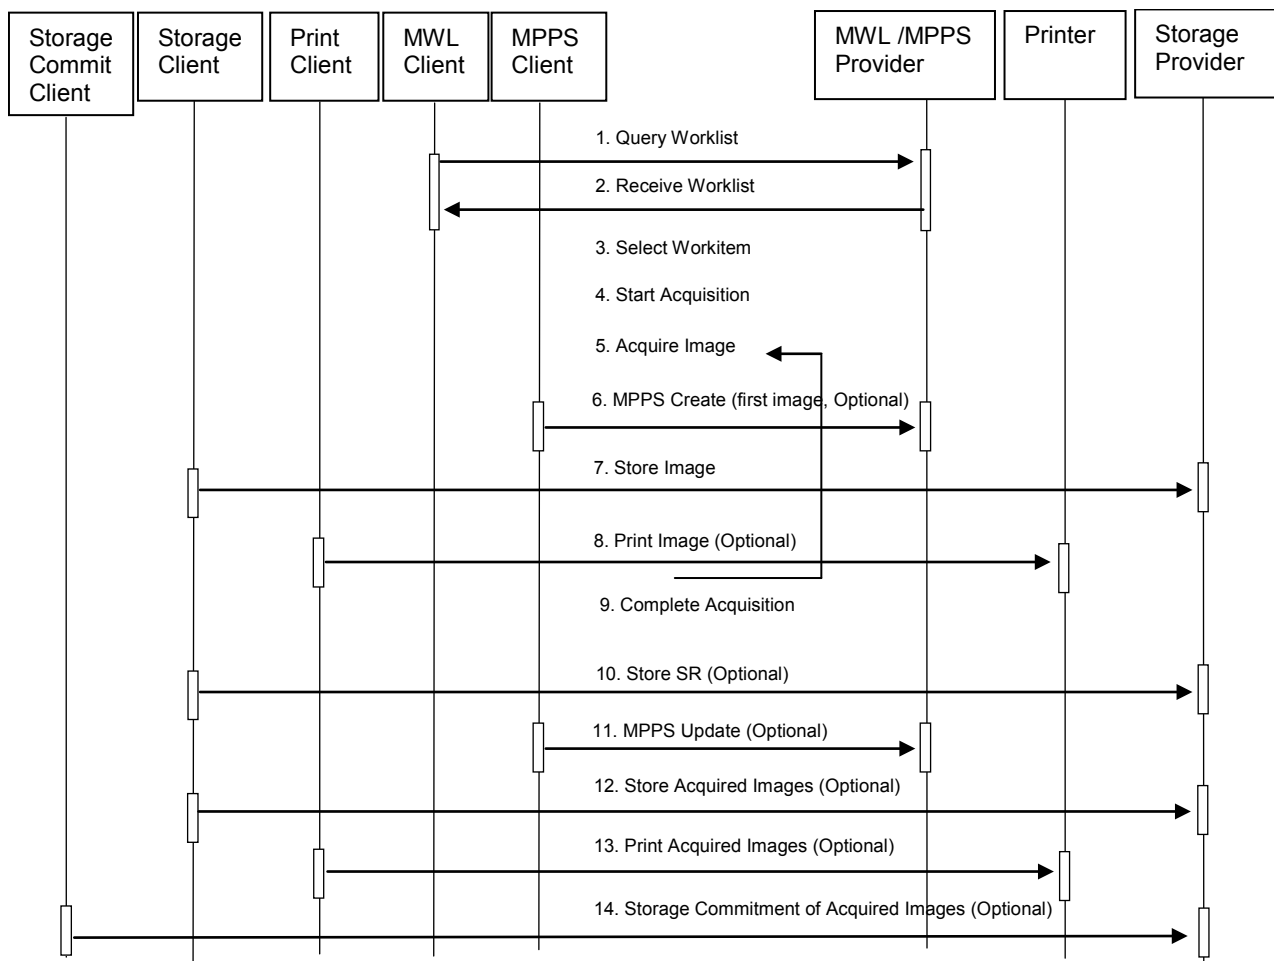 Storage
Commit
Client
Storage
Client
Print
Client
MWL
Client
MPPS
Client
MWL /MPPS
Provider
Printer
Storage
Provider
1. Query Worklist
2. Receive Worklist
3. Select Workitem
4. Start Acquisition
5. Acquire Image
6. MPPS Create (first image, Optional)
7. Store Image
8. Print Image (Optional)
9. Complete Acquisition
10. Store SR (Optional)
11. MPPS Update (Optional)
12. Store Acquired Images (Optional)
13. Print Acquired Images (Optional)
14. Storage Commitment of Acquired Images (Optional)